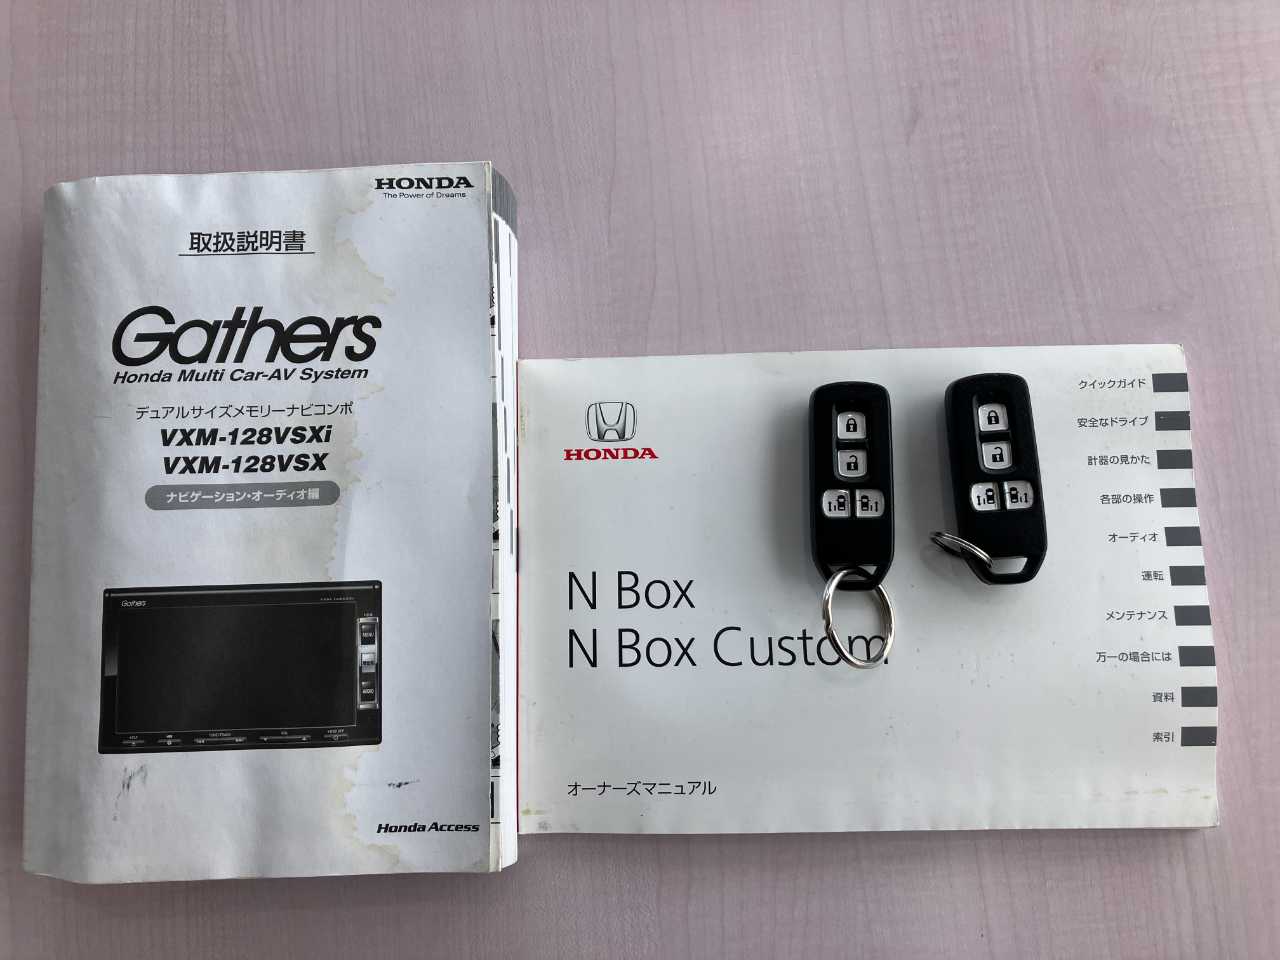 HONDA
The Power of Dreams
取扱説明書
Gathers
Honda Multi Car-AV System
デュアルサイズメモリーナビコンポ
VXM-128VSXi
VXM-128VSX
ナビゲーション・オーディオ編
Gathers
MENU
AUDIO
Honda Access
HONDA
N Box
N Box Custom
オーナーズマニュアル
クイックガイド
安全なドライブ
計器の見かた
各部の操作
オーディオ
運転
メンテナンス
万一の場合には
資料
索引